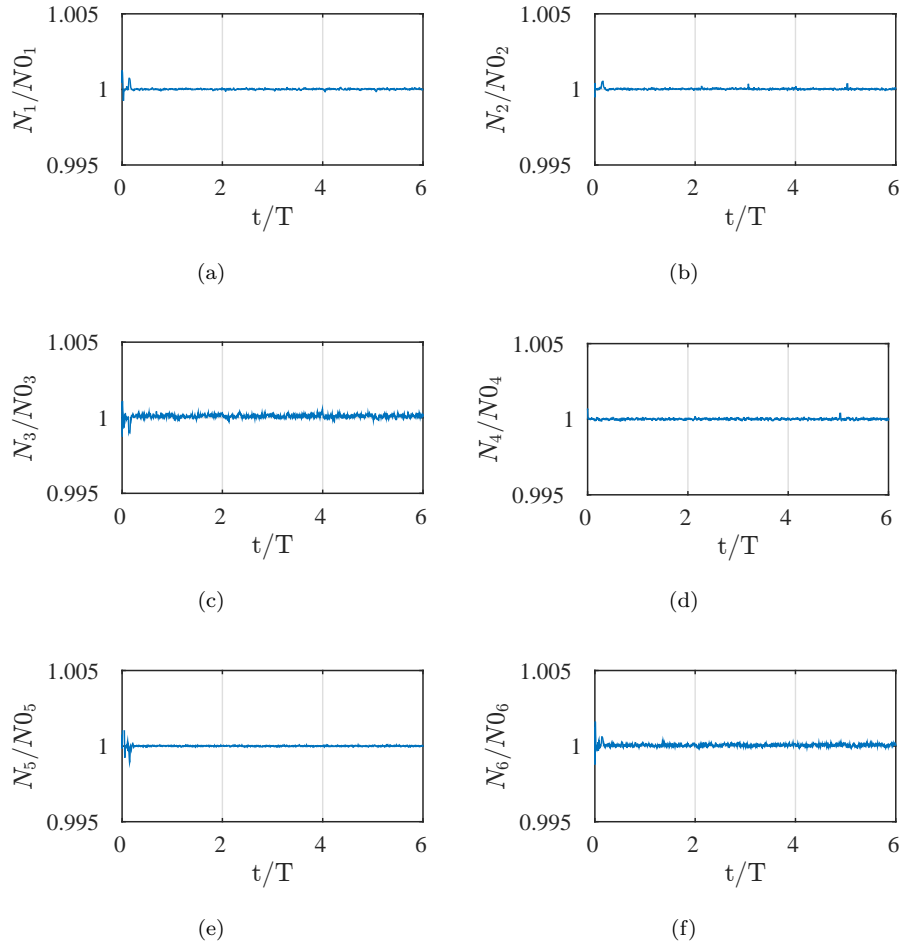 1.005
1
0.995
N₁/N0₁
0 2 4 6
t/T
(a)
1.005
1
0.995
N₂/N0₂
0 2 4 6
t/T
(b)
1.005
1
0.995
N₃/N0₃
0 2 4 6
t/T
(c)
1.005
1
0.995
N₄/N0₄
0 2 4 6
t/T
(d)
1.005
1
0.995
N₅/N0₅
0 2 4 6
t/T
(e)
1.005
1
0.995
N₆/N0₆
0 2 4 6
t/T
(f)